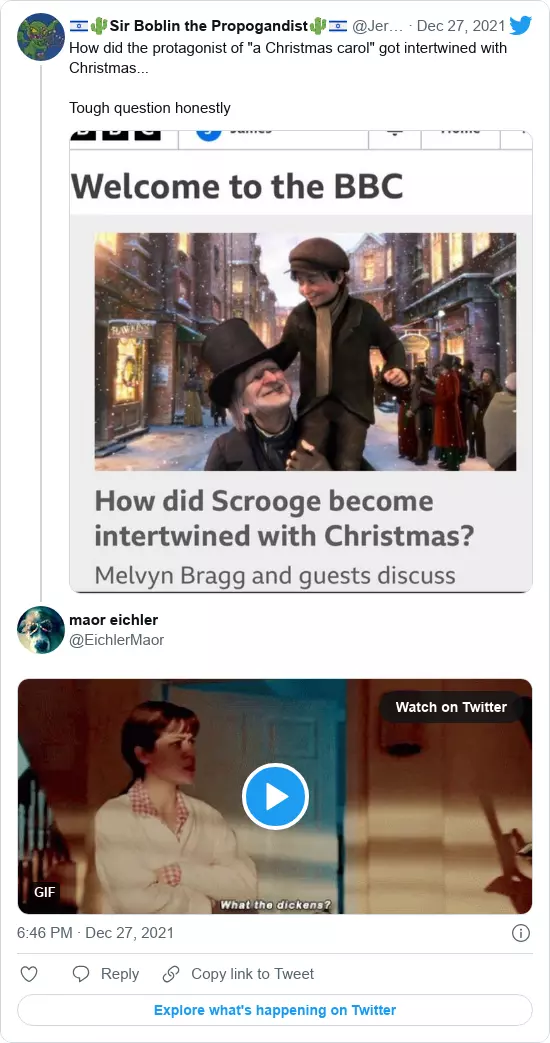 🇮🇱🌵Sir Boblin the Propogandist🌵🇮🇱 @Jer… · Dec 27, 2021
How did the protagonist of "a Christmas carol" got intertwined with
Christmas...
Tough question honestly
BBC James Home
Welcome to the BBC
How did Scrooge become
intertwined with Christmas?
Melvyn Bragg and guests discuss
maor eichler
@EichlerMaor
Watch on Twitter
GIF
What the dickens?
6:46 PM · Dec 27, 2021
Reply Copy link to Tweet
Explore what's happening on Twitter